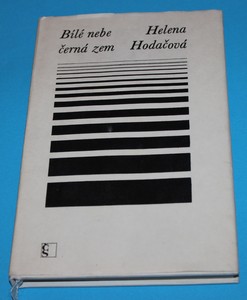 Bílé nebe
černá zem
Helena
Hodačová